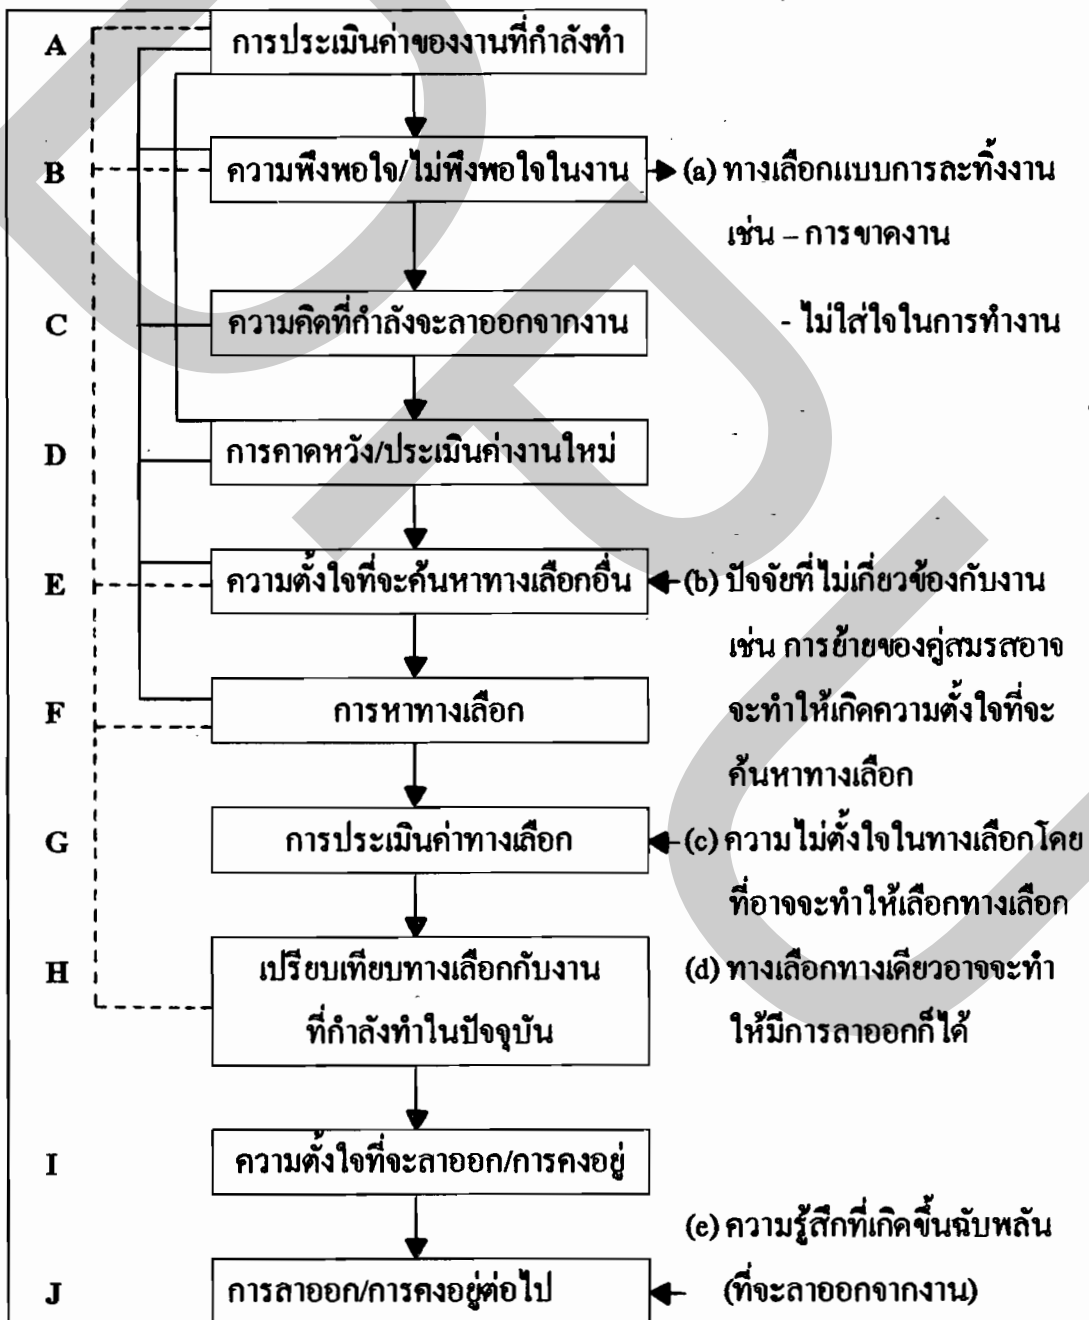 A การประเมินค่าของงานที่กำลังทำ
B ความพึงพอใจ/ไม่พึงพอใจในงาน (a) ทางเลือกแบบการละทิ้งงาน
เช่น – การขาดงาน
C ความคิดที่กำลังจะลาออกจากงาน - ไม่ใส่ใจในการทำงาน
D การคาดหวัง/ประเมินค่างานใหม่
E ความตั้งใจที่จะค้นหาทางเลือกอื่น (b) ปัจจัยที่ไม่เกี่ยวข้องกับงาน
เช่น การย้ายของคู่สมรสอาจ
F การหาทางเลือก จะทำให้เกิดความตั้งใจที่จะ
ค้นหาทางเลือก
G การประเมินค่าทางเลือก (c) ความไม่ตั้งใจในทางเลือกโดย
ที่อาจจะทำให้เลือกทางเลือก
H เปรียบเทียบทางเลือกกับงาน (d) ทางเลือกทางเดียวอาจจะทำ
ที่กำลังทำในปัจจุบัน ให้มีการลาออกก็ได้
I ความตั้งใจที่จะลาออก/การคงอยู่
(e) ความรู้สึกที่เกิดขึ้นฉับพลัน
J การลาออก/การคงอยู่ต่อไป (ที่จะลาออกจากงาน)
DPU